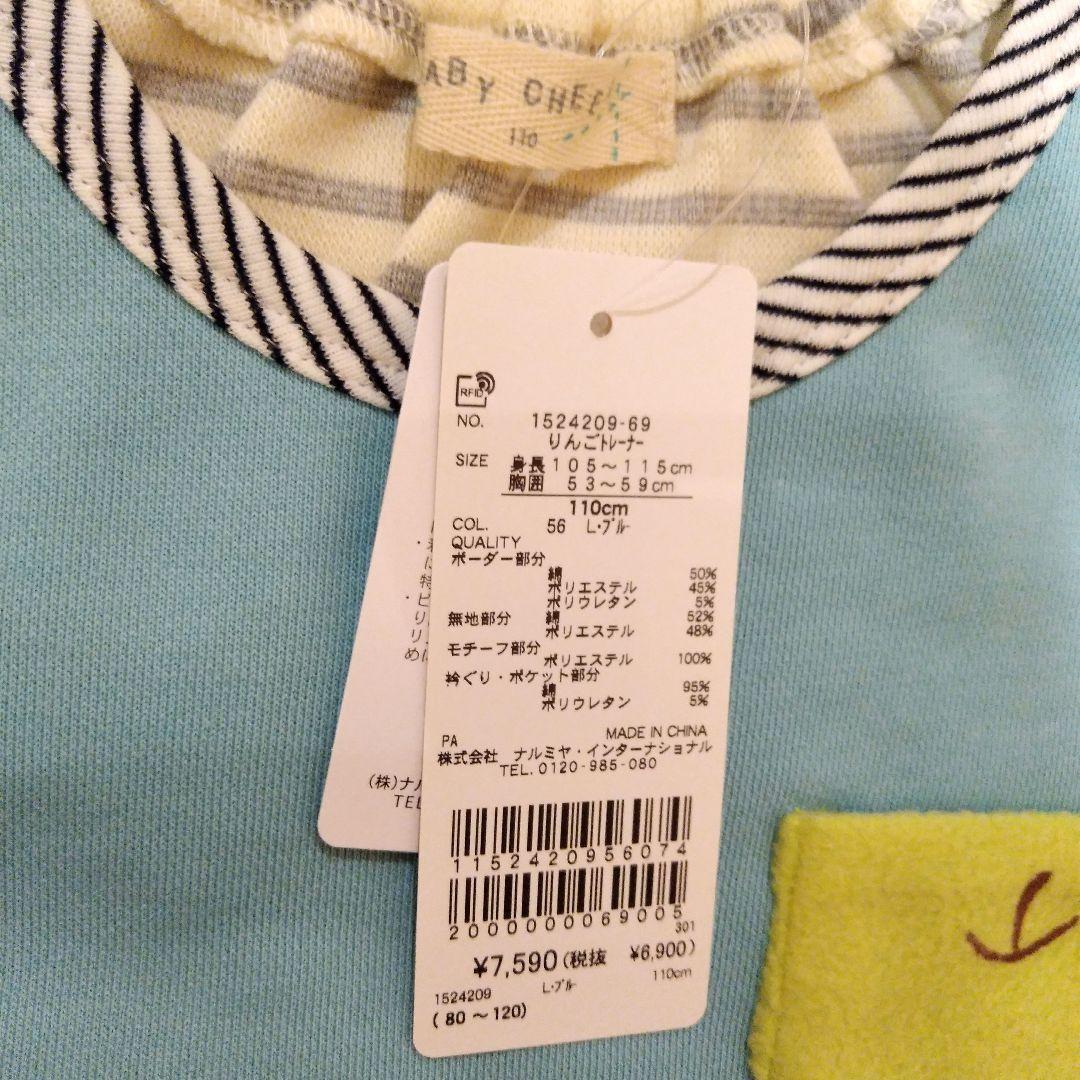 ABY CHEE
110
RFID
NO. 1524209-69
りんごトレーナー
SIZE 身長 105～115cm
胸囲 53～59cm
110cm
COL. 56 L・ブルー
QUALITY
ボーダー部分
綿 50%
ポリエステル 45%
ポリウレタン 5%
無地部分 綿 52%
ポリエステル 48%
モチーフ部分
ポリエステル 100%
衿ぐり・ポケット部分
綿 95%
ポリウレタン 5%
PA MADE IN CHINA
株式会社 ナルミヤ・インターナショナル
TEL. 0120-985-080
1152420956074
2000000069005
301
¥7,590(税抜 ¥6,900)
1524209 L・ブルー 110cm
(80～120)
(株)ナル
TEL